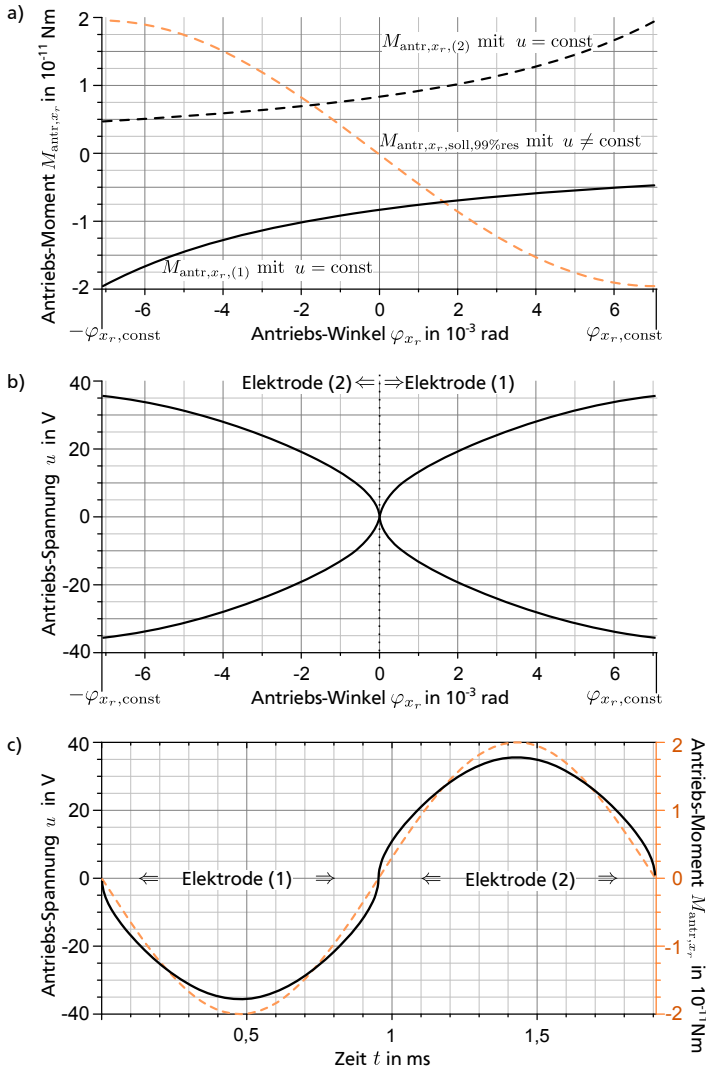 a)
Antriebs-Moment M_antr,x_r in 10⁻¹¹ Nm
2
1
0
-1
-2
M_antr,x_r,(2) mit u = const
M_antr,x_r,soll,99%res mit u ≠ const
M_antr,x_r,(1) mit u = const
-6 -4 -2 0 2 4 6
−φ_x_r,const Antriebs-Winkel φ_x_r in 10⁻³ rad φ_x_r,const
b)
Antriebs-Spannung u in V
40
20
0
-20
-40
Elektrode (2) ⇐ ⇒ Elektrode (1)
-6 -4 -2 0 2 4 6
−φ_x_r,const Antriebs-Winkel φ_x_r in 10⁻³ rad φ_x_r,const
c)
Antriebs-Spannung u in V
40
20
0
-20
-40
⇐ Elektrode (1) ⇒ ⇐ Elektrode (2) ⇒
2
1
0
-1
-2
Antriebs-Moment M_antr,x_r in 10⁻¹¹Nm
0,5 1 1,5
Zeit t in ms